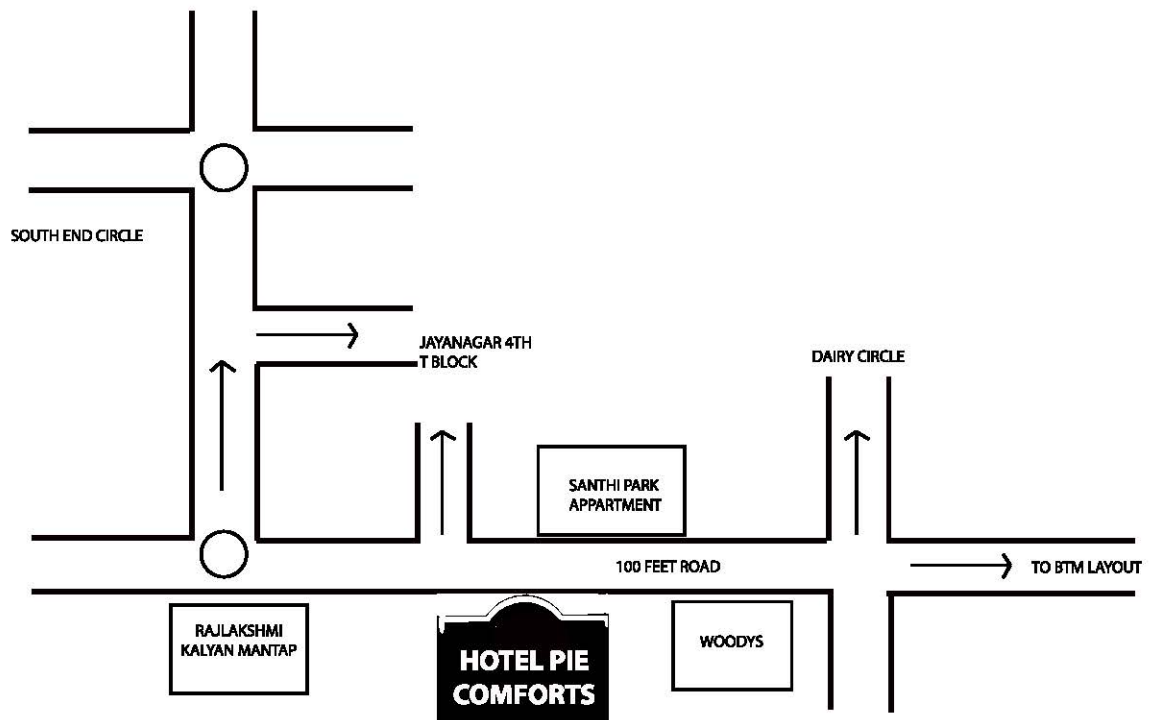 SOUTH END CIRCLE
JAYANAGAR 4TH
T BLOCK
DAIRY CIRCLE
SANTHI PARK
APPARTMENT
100 FEET ROAD
TO BTM LAYOUT
RAJLAKSHMI
KALYAN MANTAP
HOTEL PIE
COMFORTS
WOODYS